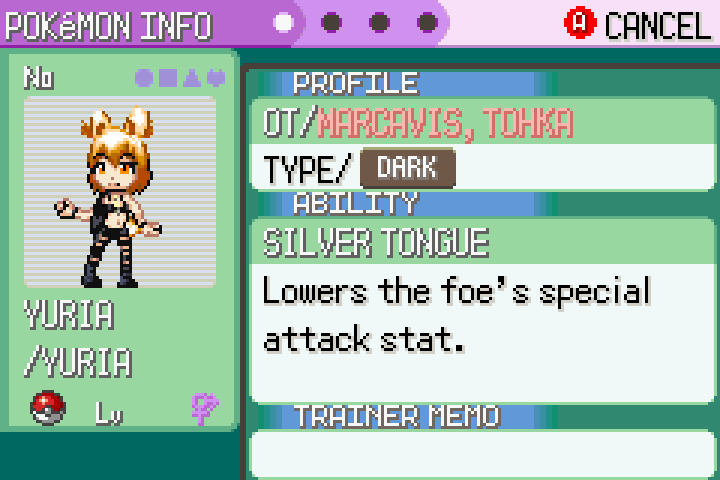 POKéMON INFO
A CANCEL
No
PROFILE
OT/MARCAVIS, TOHKA
TYPE/ DARK
ABILITY
SILVER TONGUE
Lowers the foe's special
attack stat.
YURIA
/YURIA
Lv
TRAINER MEMO